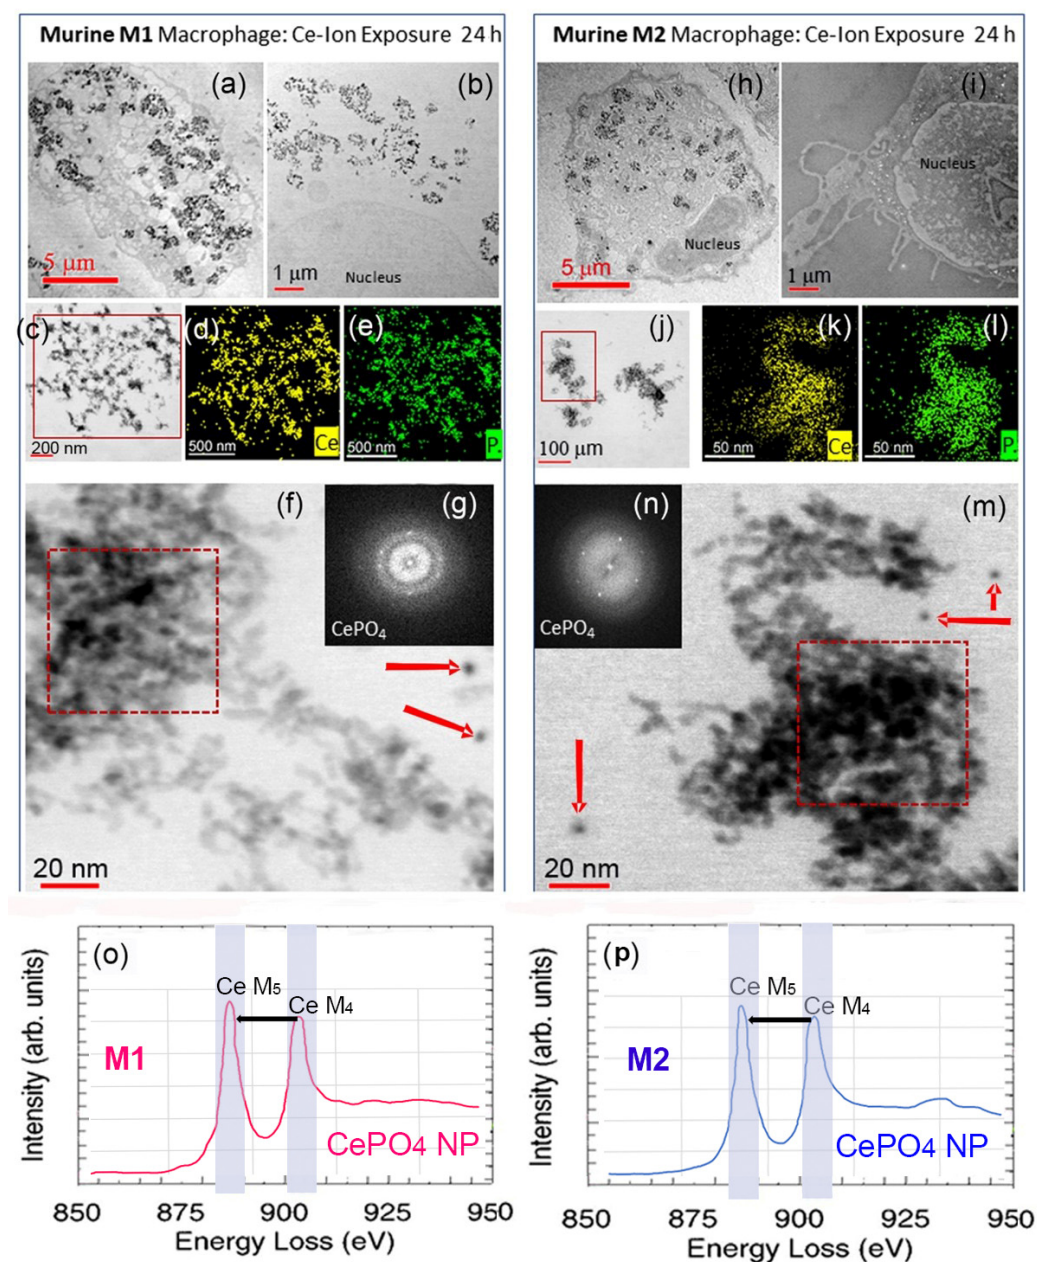 Murine M1 Macrophage: Ce-Ion Exposure 24 h
(a)
5 µm
(b)
1 µm
Nucleus
(c)
200 nm
(d)
500 nm
Ce
(e)
500 nm
P.
(f)
(g)
CePO4
20 nm
Murine M2 Macrophage: Ce-Ion Exposure 24 h
(h)
Nucleus
5 µm
(i)
Nucleus
1 µm
(j)
100 µm
(k)
50 nm
Ce
(l)
50 nm
P.
(n)
CePO4
(m)
20 nm
(o)
Intensity (arb. units)
Ce M5
Ce M4
M1
CePO4 NP
850 875 900 925 950
Energy Loss (eV)
(p)
Intensity (arb. units)
Ce M5
Ce M4
M2
CePO4 NP
850 875 900 925 950
Energy Loss (eV)